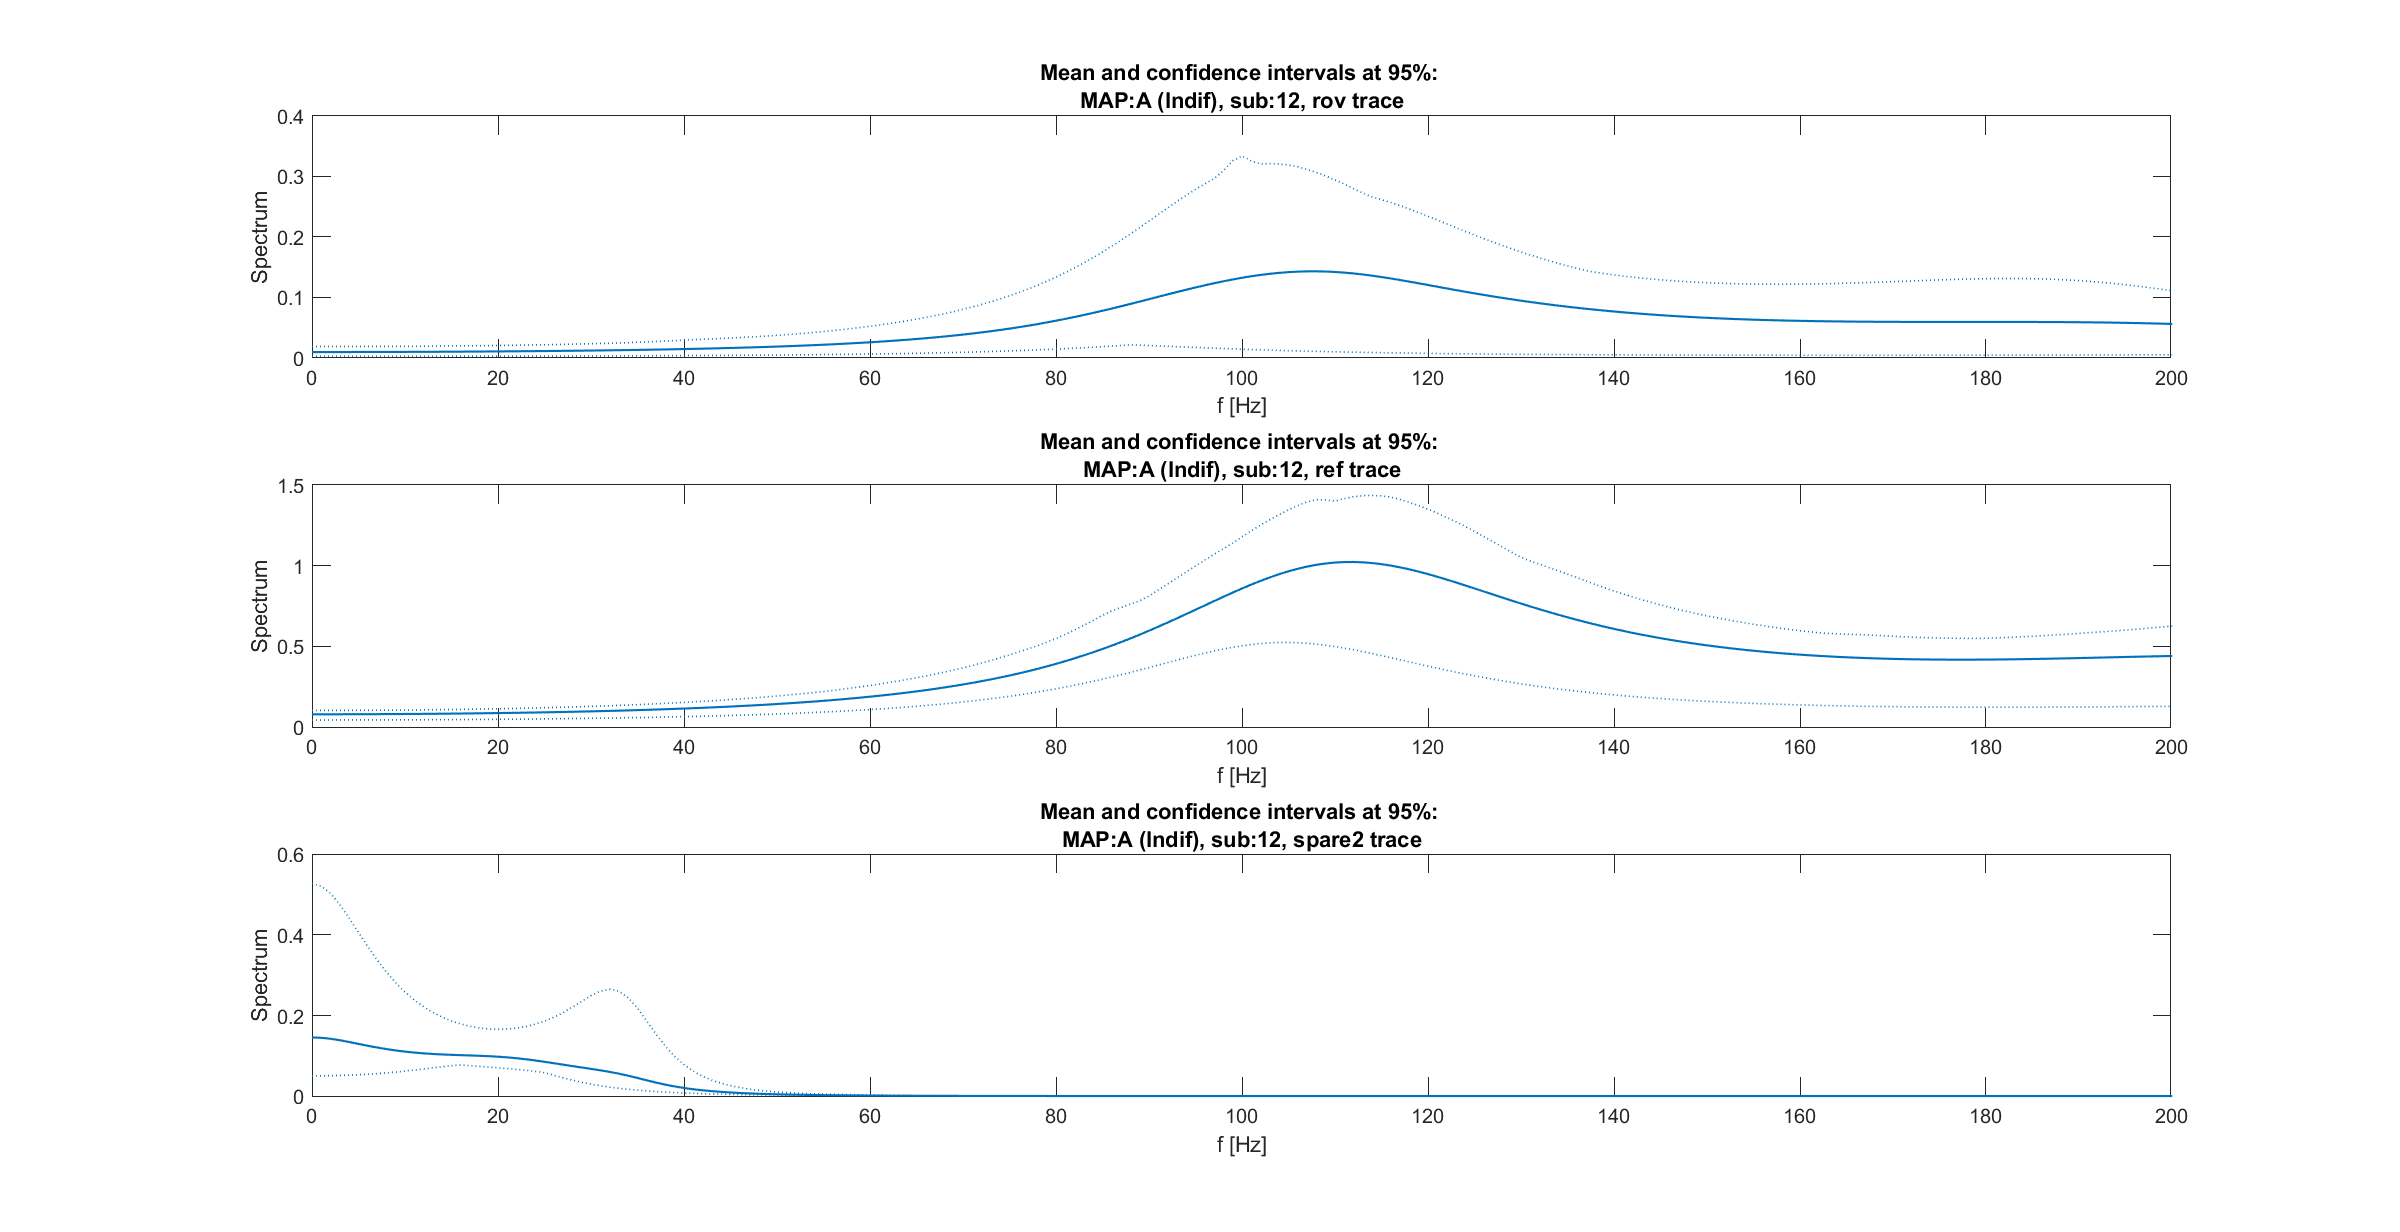 Mean and confidence intervals at 95%:
MAP:A (Indif), sub:12, rov trace
Spectrum
0.4
0.3
0.2
0.1
0
0 20 40 60 80 100 120 140 160 180 200
f [Hz]
Mean and confidence intervals at 95%:
MAP:A (Indif), sub:12, ref trace
Spectrum
1.5
1
0.5
0
0 20 40 60 80 100 120 140 160 180 200
f [Hz]
Mean and confidence intervals at 95%:
MAP:A (Indif), sub:12, spare2 trace
Spectrum
0.6
0.4
0.2
0
0 20 40 60 80 100 120 140 160 180 200
f [Hz]